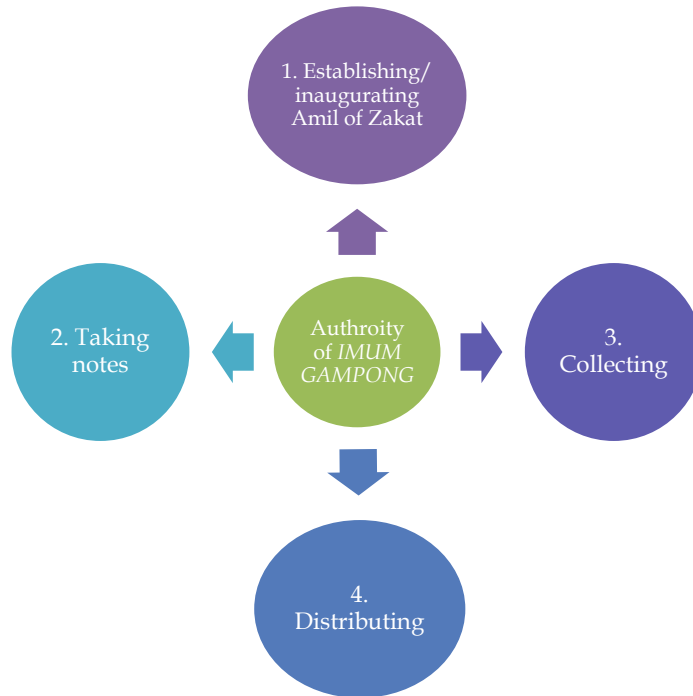 1. Establishing/
inaugurating
Amil of Zakat
2. Taking
notes
Authroity
of IMUM
GAMPONG
3.
Collecting
4.
Distributing